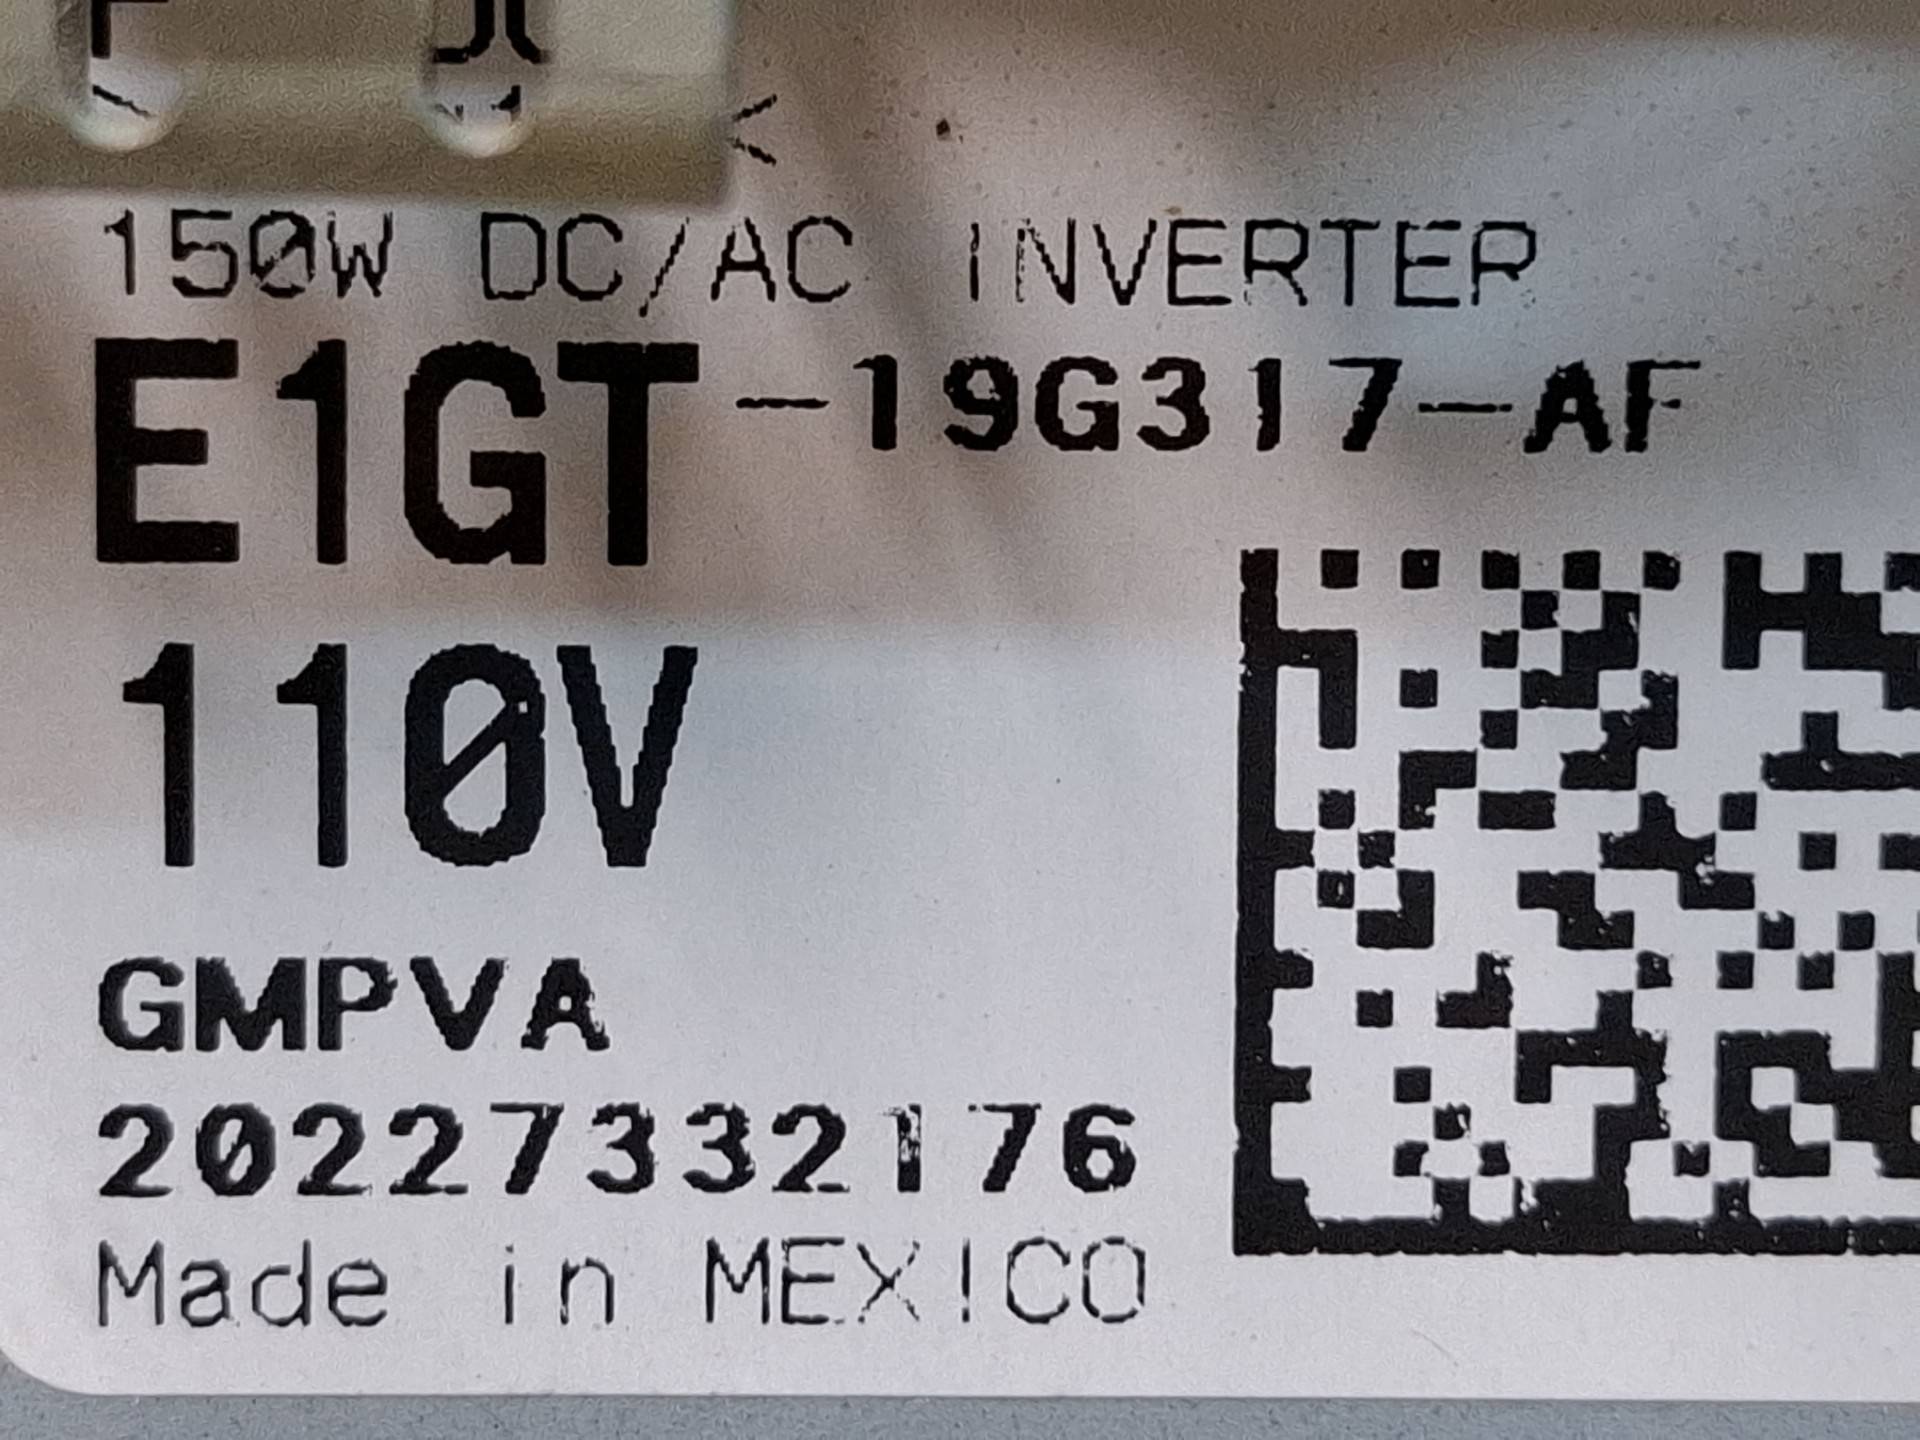 150W DC/AC INVERTER
E1GT-19G317-AF
110V
GMPVA
20227332176
Made in MEXICO